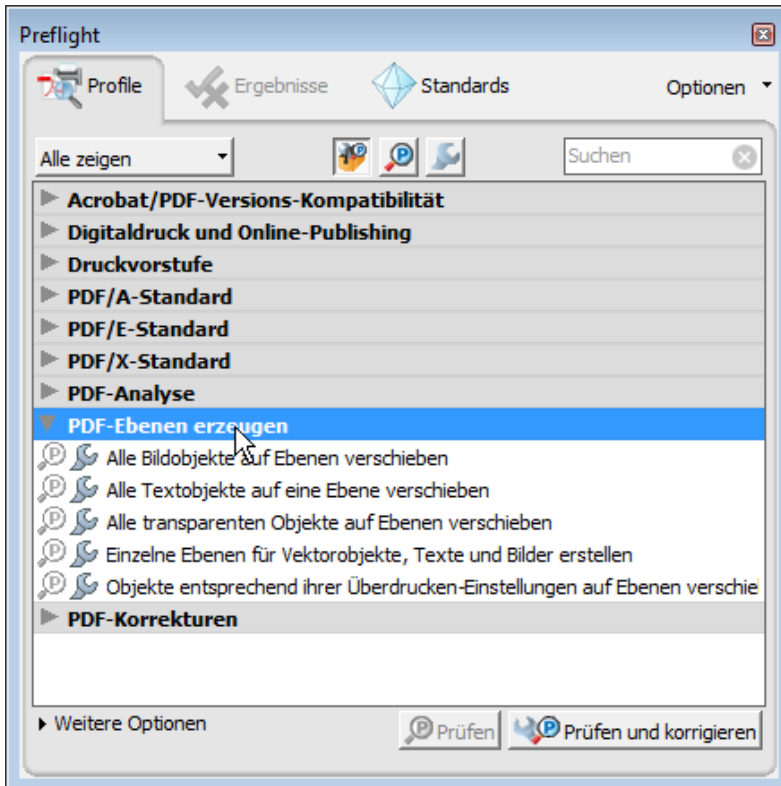 Preflight
Profile Ergebnisse Standards Optionen
Alle zeigen Suchen
Acrobat/PDF-Versions-Kompatibilität
Digitaldruck und Online-Publishing
Druckvorstufe
PDF/A-Standard
PDF/E-Standard
PDF/X-Standard
PDF-Analyse
PDF-Ebenen erzeugen
Alle Bildobjekte auf Ebenen verschieben
Alle Textobjekte auf eine Ebene verschieben
Alle transparenten Objekte auf Ebenen verschieben
Einzelne Ebenen für Vektorobjekte, Texte und Bilder erstellen
Objekte entsprechend ihrer Überdrucken-Einstellungen auf Ebenen verschie
PDF-Korrekturen
Weitere Optionen Prüfen Prüfen und korrigieren